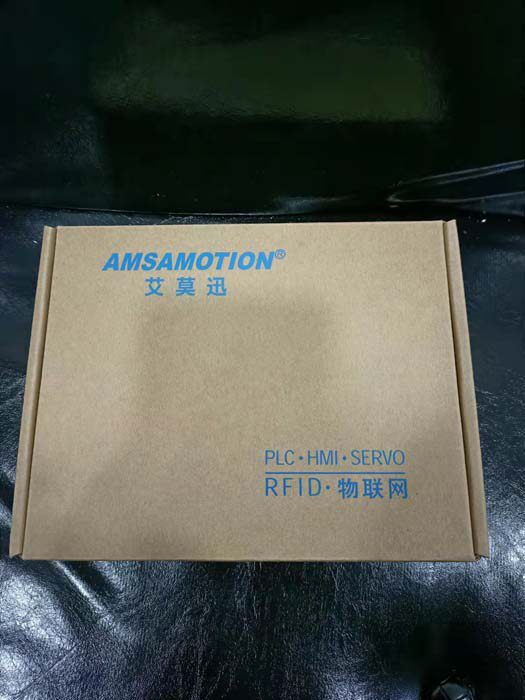 AMSAMOTION®
艾莫迅
PLC·HMI·SERVO
RFID·物联网